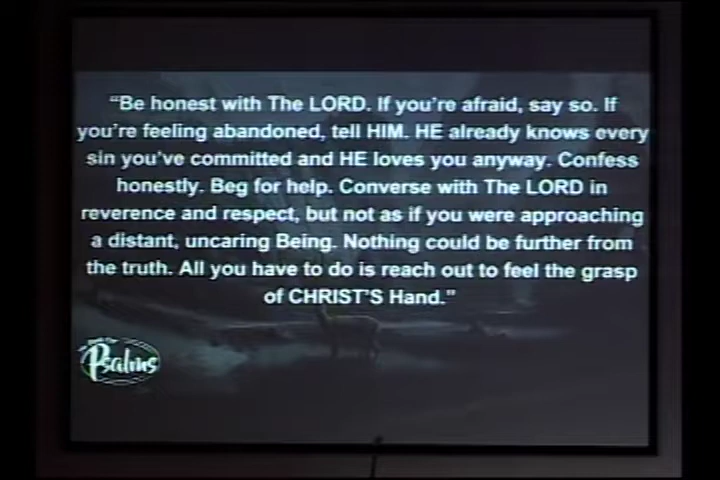 “Be honest with The LORD. If you’re afraid, say so. If
you’re feeling abandoned, tell HIM. HE already knows every
sin you’ve committed and HE loves you anyway. Confess
honestly. Beg for help. Converse with The LORD in
reverence and respect, but not as if you were approaching
a distant, uncaring Being. Nothing could be further from
the truth. All you have to do is reach out to feel the grasp
of CHRIST’S Hand.”
Psalms